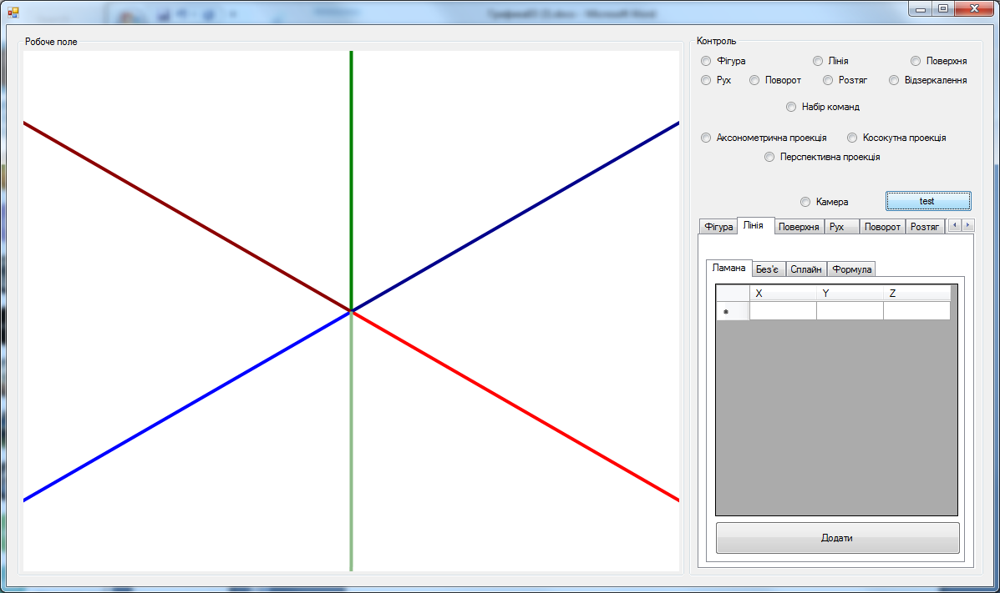 Робоче поле
Контроль
Фігура Лінія Поверхня
Рух Поворот Розтяг Відзеркалення
Набір команд
Аксонометрична проекція Косокутна проекція
Перспективна проекція
Камера test
Фігура Лінія Поверхня Рух Поворот Розтяг
Ламана Без'є Сплайн Формула
X Y Z
*
Додати